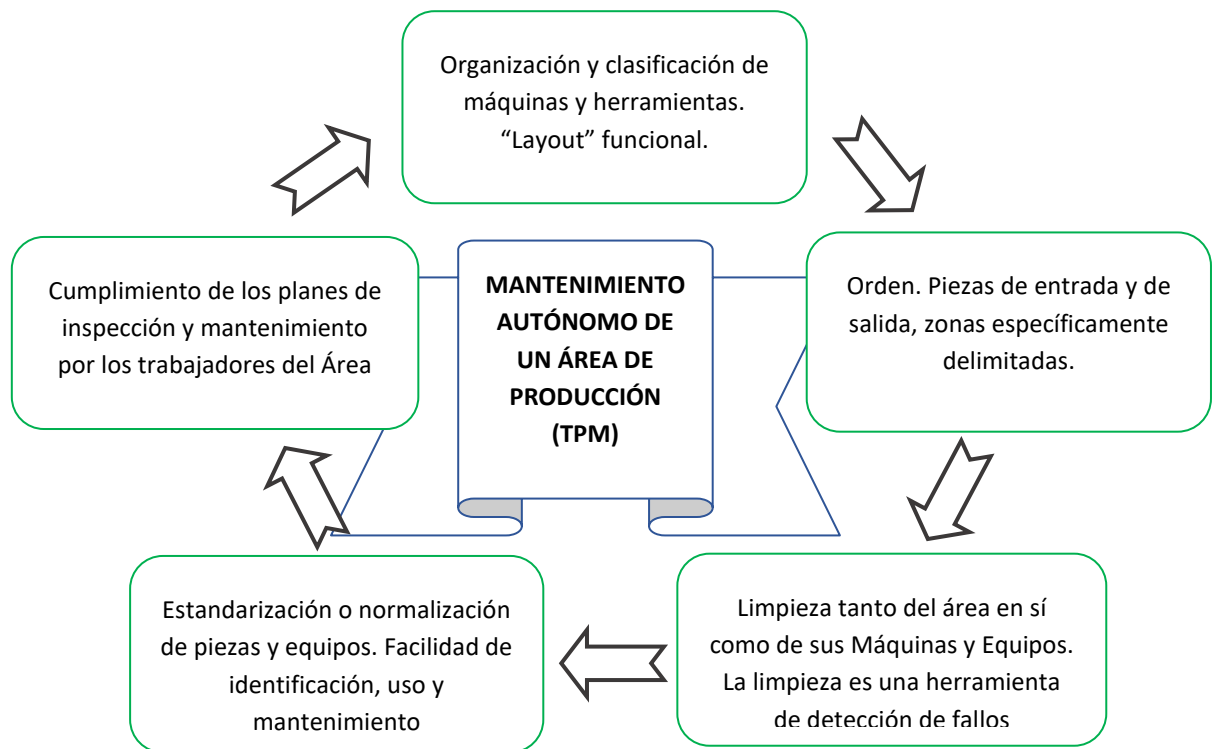 Organización y clasificación de
máquinas y herramientas.
“Layout” funcional.
Cumplimiento de los planes de
inspección y mantenimiento
por los trabajadores del Área
MANTENIMIENTO
AUTÓNOMO DE
UN ÁREA DE
PRODUCCIÓN
(TPM)
Orden. Piezas de entrada y de
salida, zonas específicamente
delimitadas.
Estandarización o normalización
de piezas y equipos. Facilidad de
identificación, uso y
mantenimiento
Limpieza tanto del área en sí
como de sus Máquinas y Equipos.
La limpieza es una herramienta
de detección de fallos